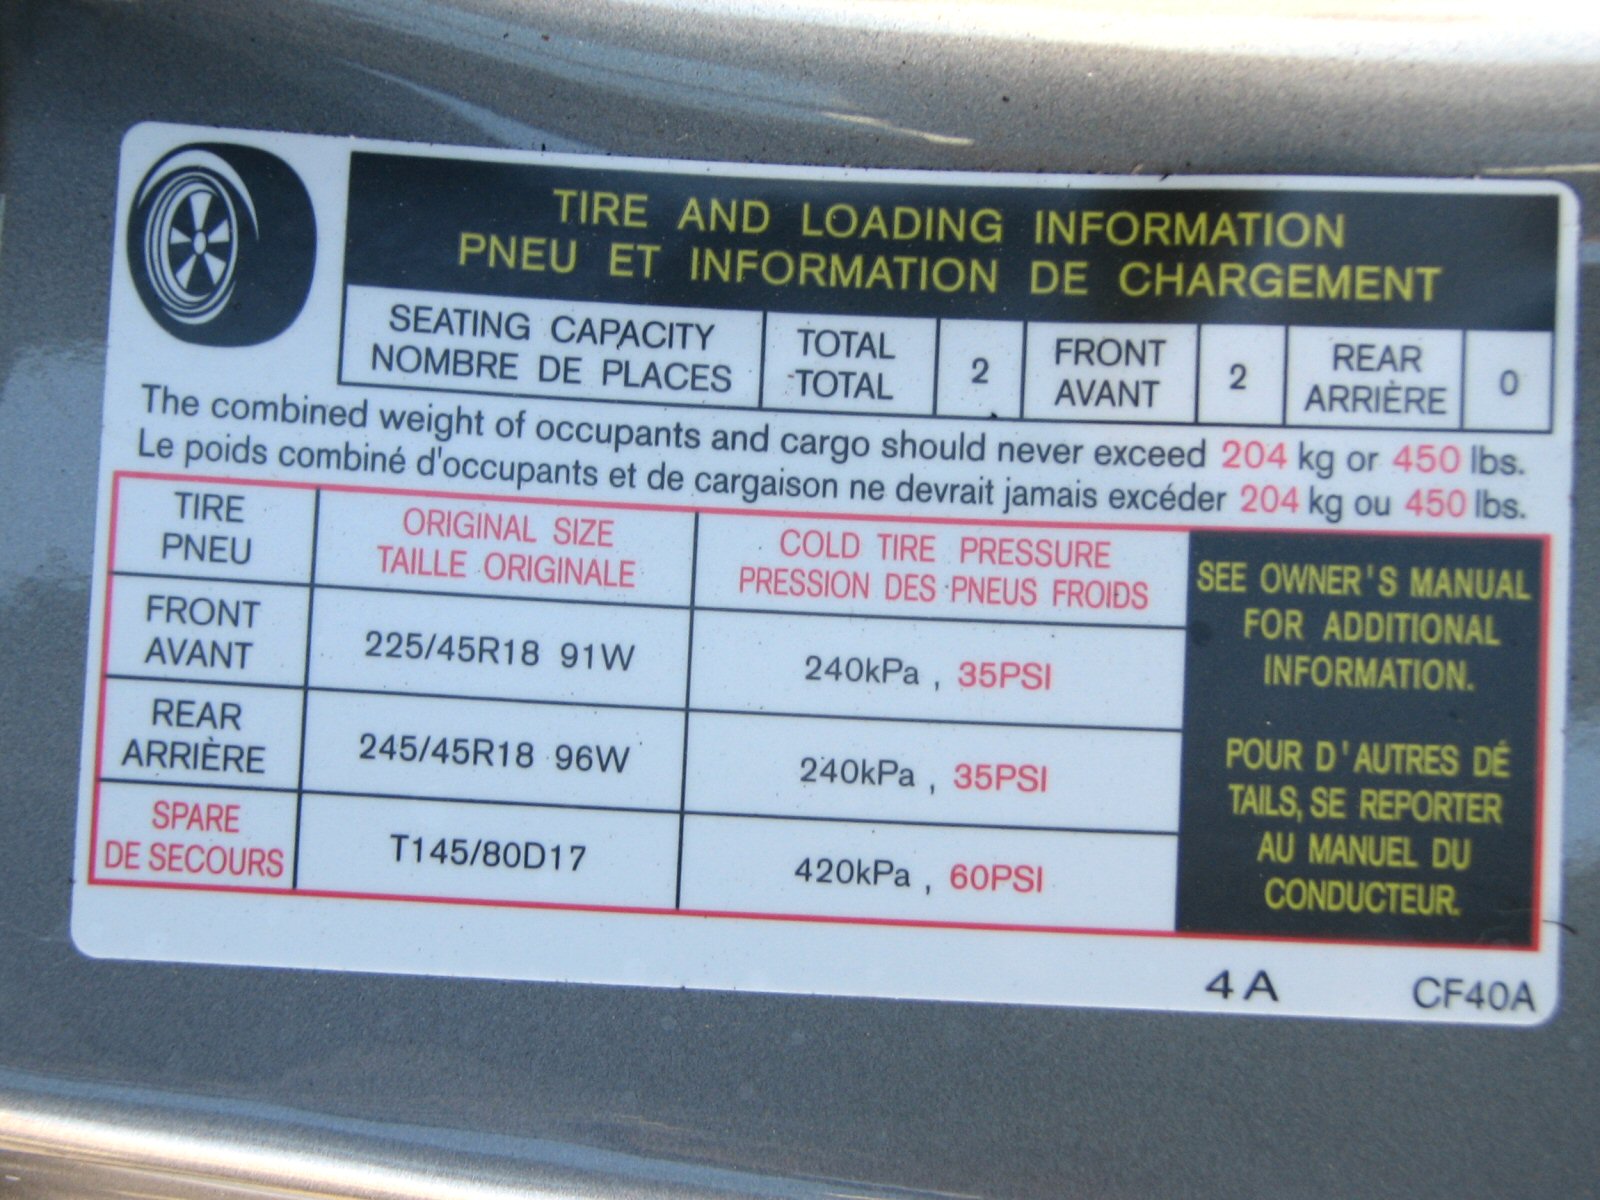 TIRE AND LOADING INFORMATION
PNEU ET INFORMATION DE CHARGEMENT
SEATING CAPACITY
NOMBRE DE PLACES
TOTAL
TOTAL
2
FRONT
AVANT
2
REAR
ARRIÈRE
0
The combined weight of occupants and cargo should never exceed 204 kg or 450 lbs.
Le poids combiné d'occupants et de cargaison ne devrait jamais excéder 204 kg ou 450 lbs.
TIRE
PNEU
ORIGINAL SIZE
TAILLE ORIGINALE
COLD TIRE PRESSURE
PRESSION DES PNEUS FROIDS
FRONT
AVANT
225/45R18 91W
240kPa , 35PSI
REAR
ARRIÈRE
245/45R18 96W
240kPa , 35PSI
SPARE
DE SECOURS
T145/80D17
420kPa , 60PSI
SEE OWNER'S MANUAL
FOR ADDITIONAL
INFORMATION.
POUR D'AUTRES DÉ
TAILS, SE REPORTER
AU MANUEL DU
CONDUCTEUR.
4A
CF40A